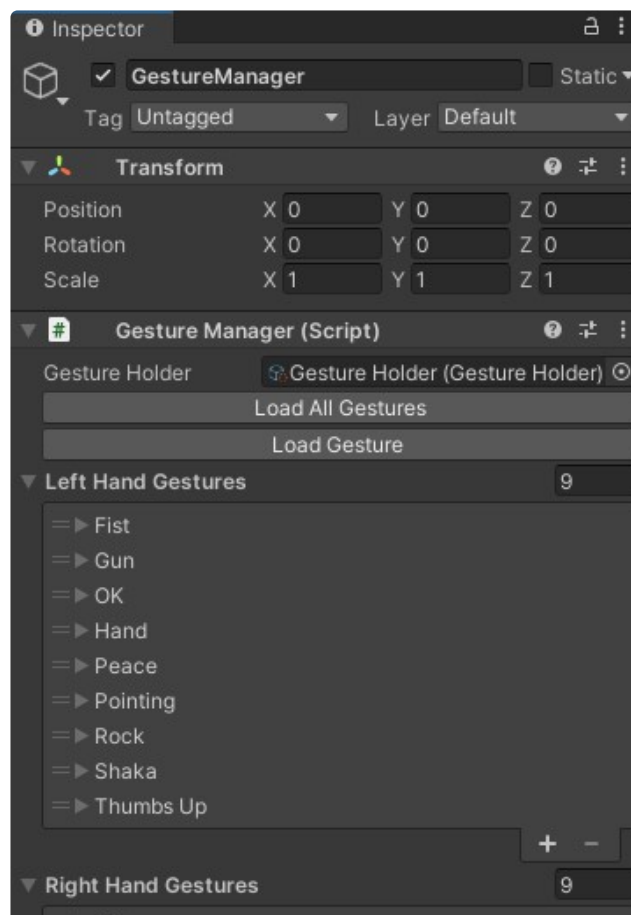 Inspector
GestureManager Static
Tag Untagged Layer Default
Transform
Position X 0 Y 0 Z 0
Rotation X 0 Y 0 Z 0
Scale X 1 Y 1 Z 1
# Gesture Manager (Script)
Gesture Holder Gesture Holder (Gesture Holder)
Load All Gestures
Load Gesture
Left Hand Gestures 9
Fist
Gun
OK
Hand
Peace
Pointing
Rock
Shaka
Thumbs Up
+ −
Right Hand Gestures 9